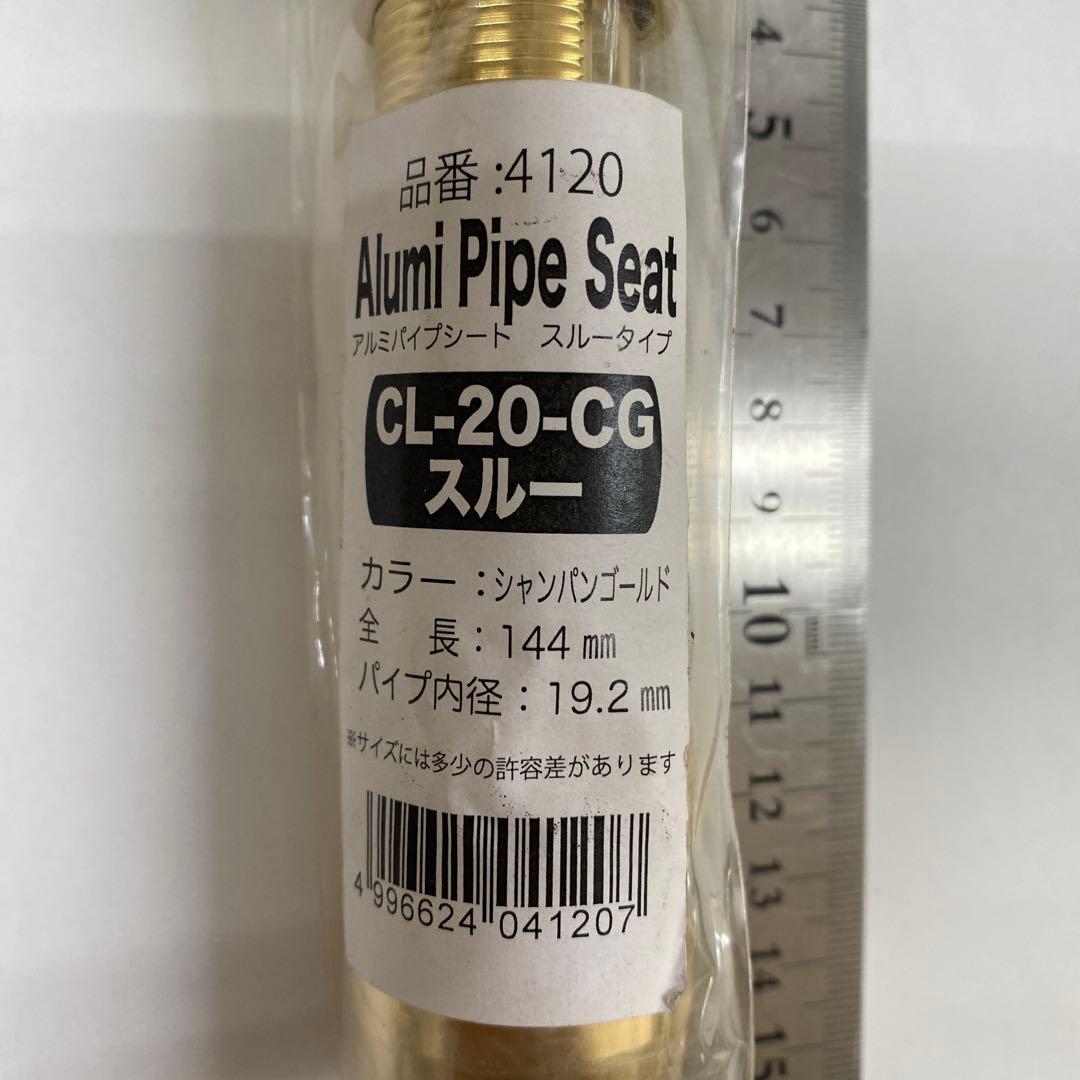 品番:4120
Alumi Pipe Seat
アルミパイプシート　スルータイプ
CL-20-CG
スルー
カラー：シャンパンゴールド
全　長：144㎜
パイプ内径：19.2㎜
※サイズには多少の許容差があります
4 996624 041207
4
5
6
7
8
9
10
mm
11
12
13
14
15